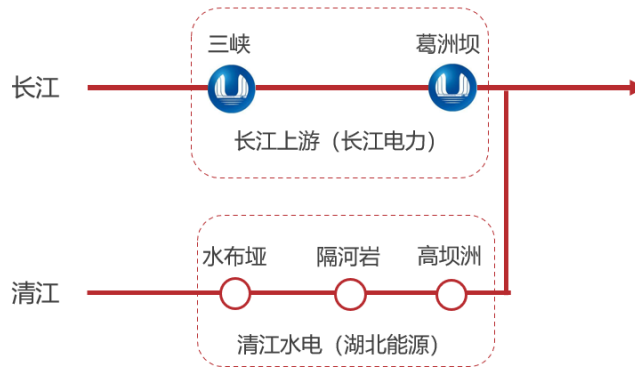 三峡
葛洲坝
长江
长江上游（长江电力）
水布垭
隔河岩
高坝洲
清江
清江水电（湖北能源）